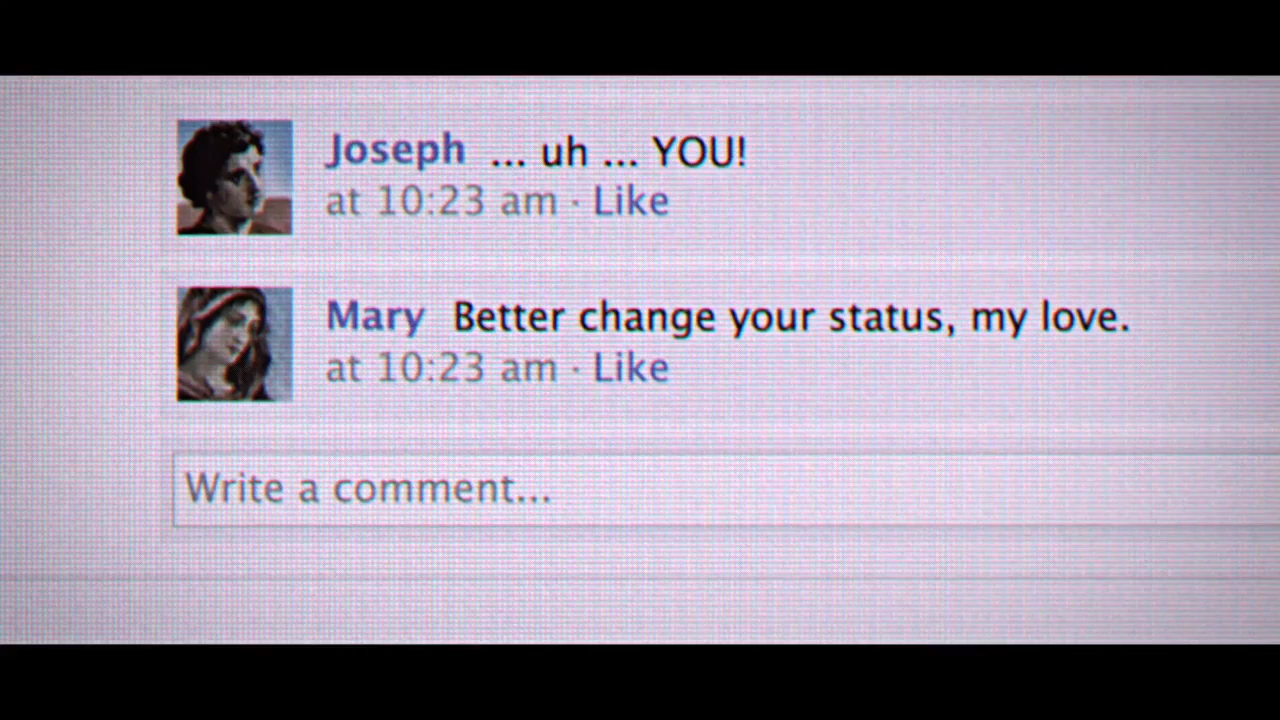 Joseph ... uh ... YOU!
at 10:23 am · Like
Mary Better change your status, my love.
at 10:23 am · Like
Write a comment...